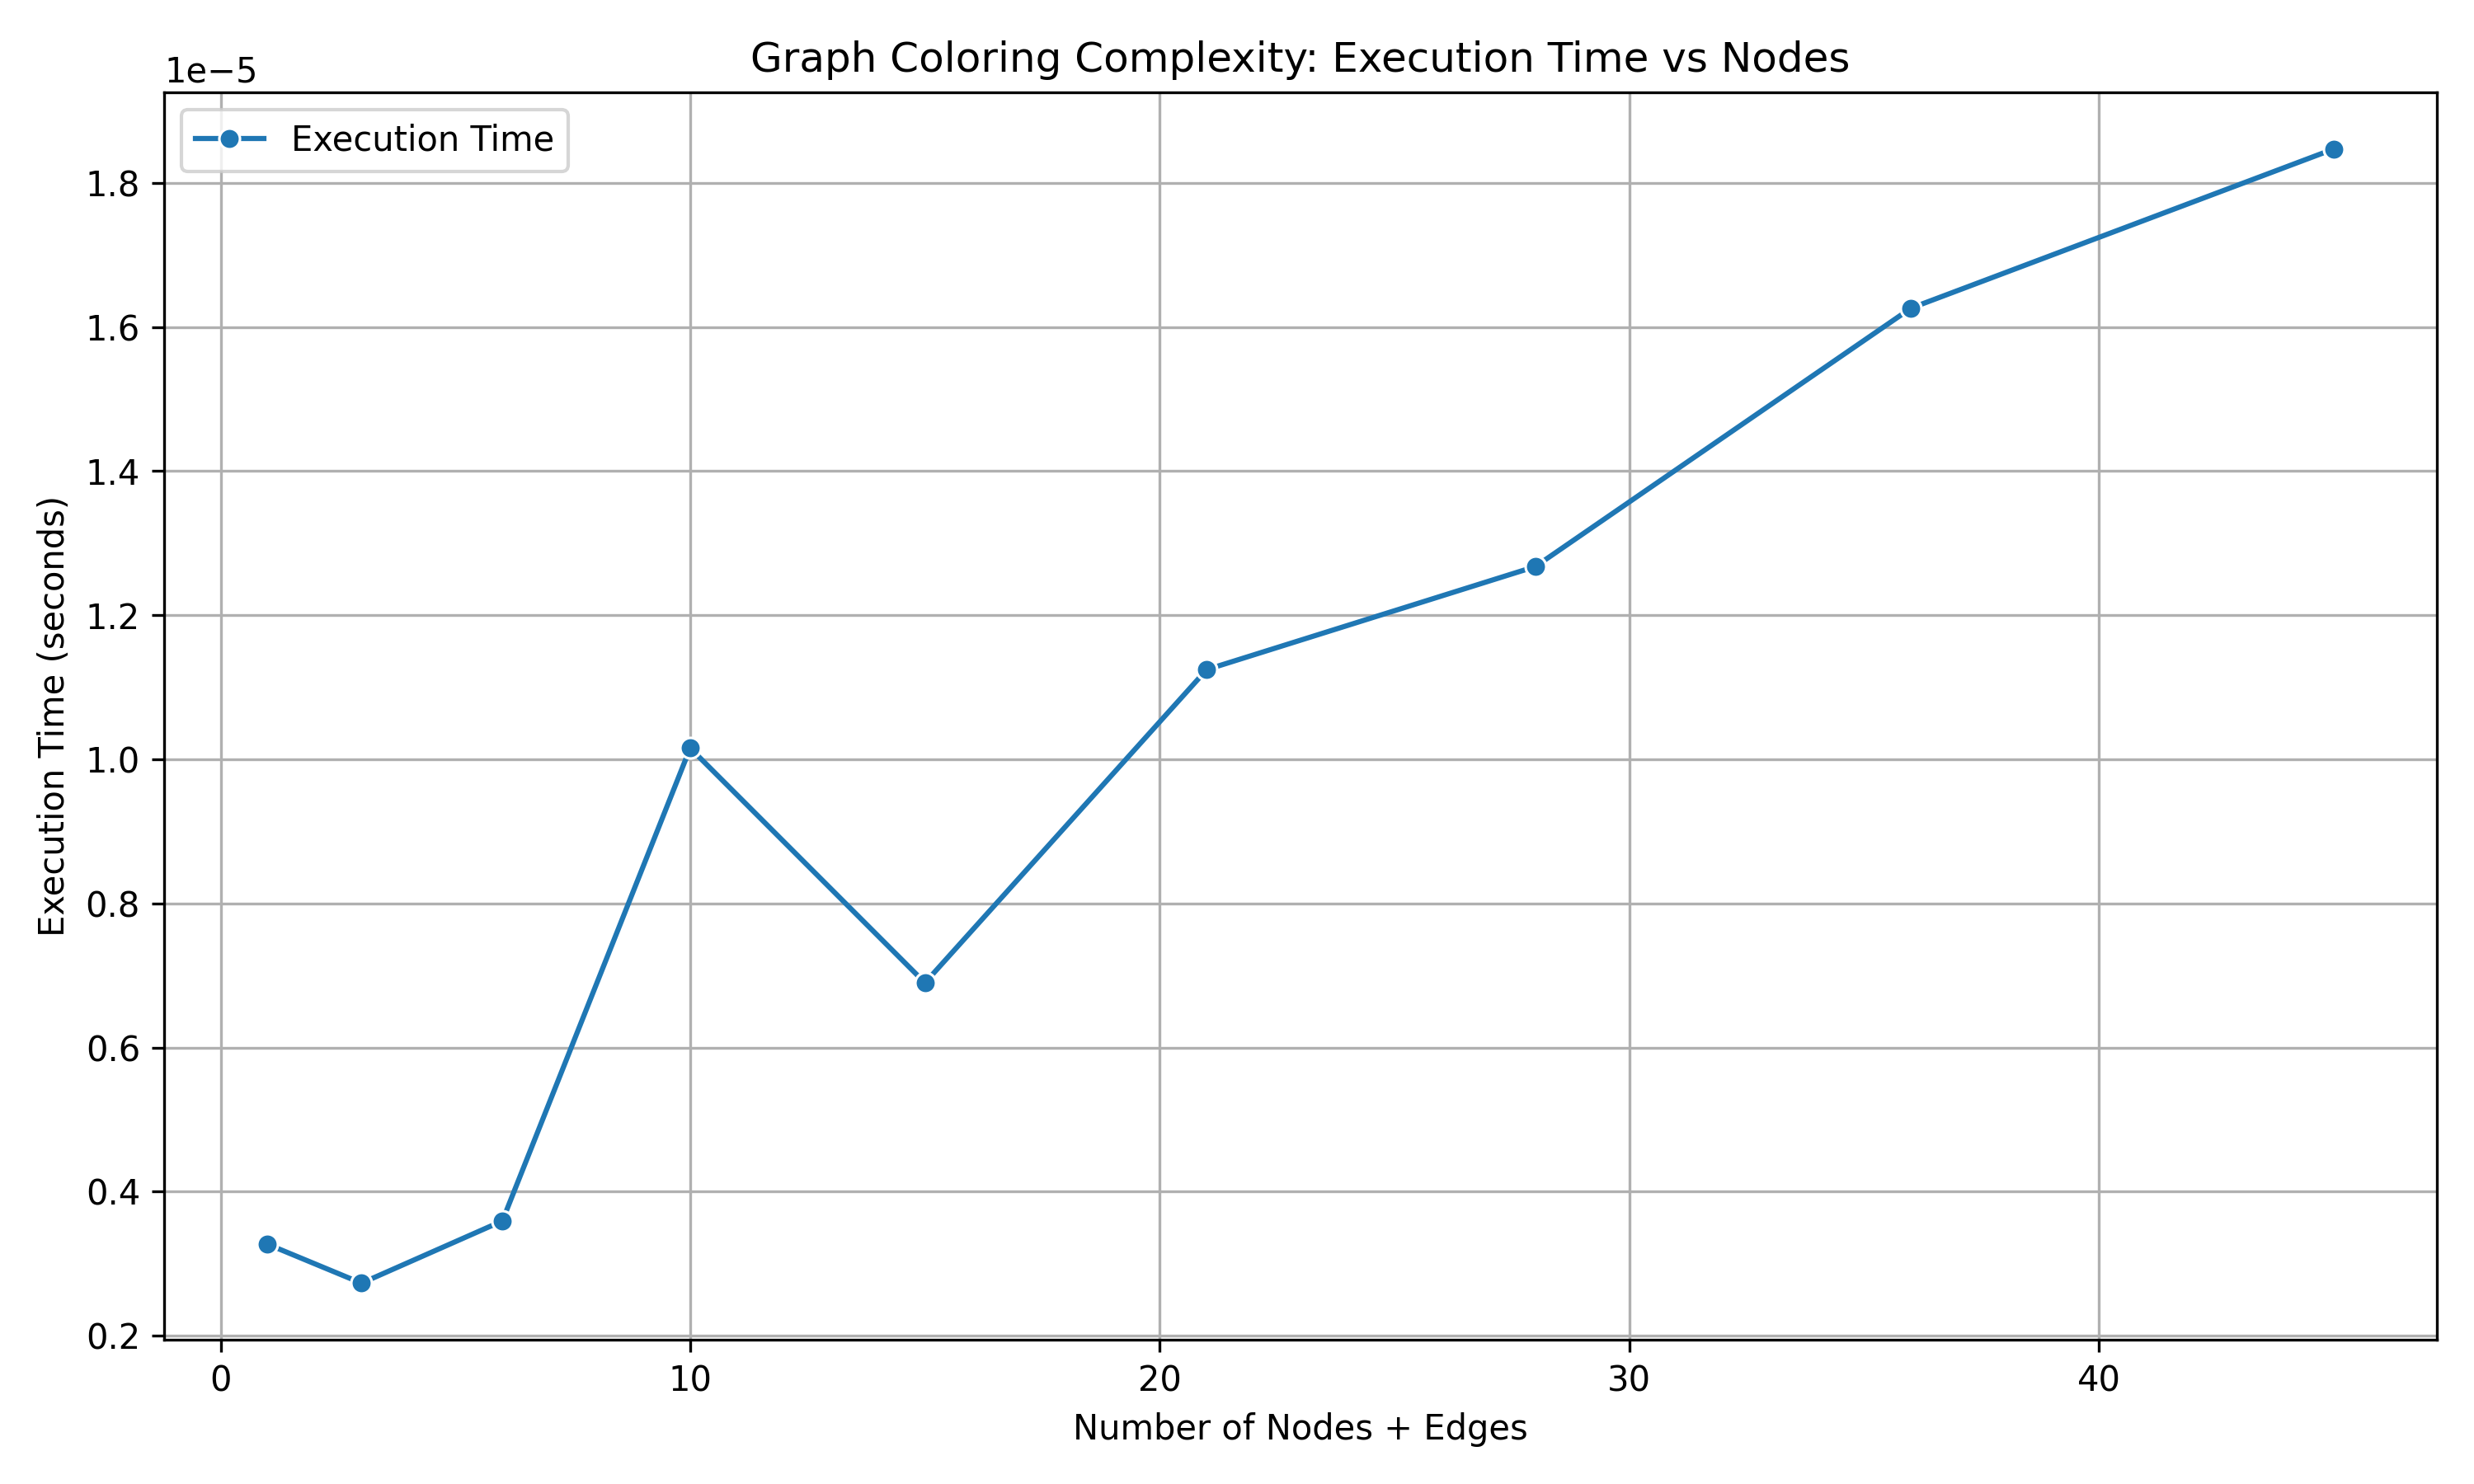 Graph Coloring Complexity: Execution Time vs Nodes
1e−5
Execution Time
1.8
1.6
1.4
1.2
1.0
0.8
0.6
0.4
0.2
Execution Time (seconds)
0 10 20 30 40
Number of Nodes + Edges